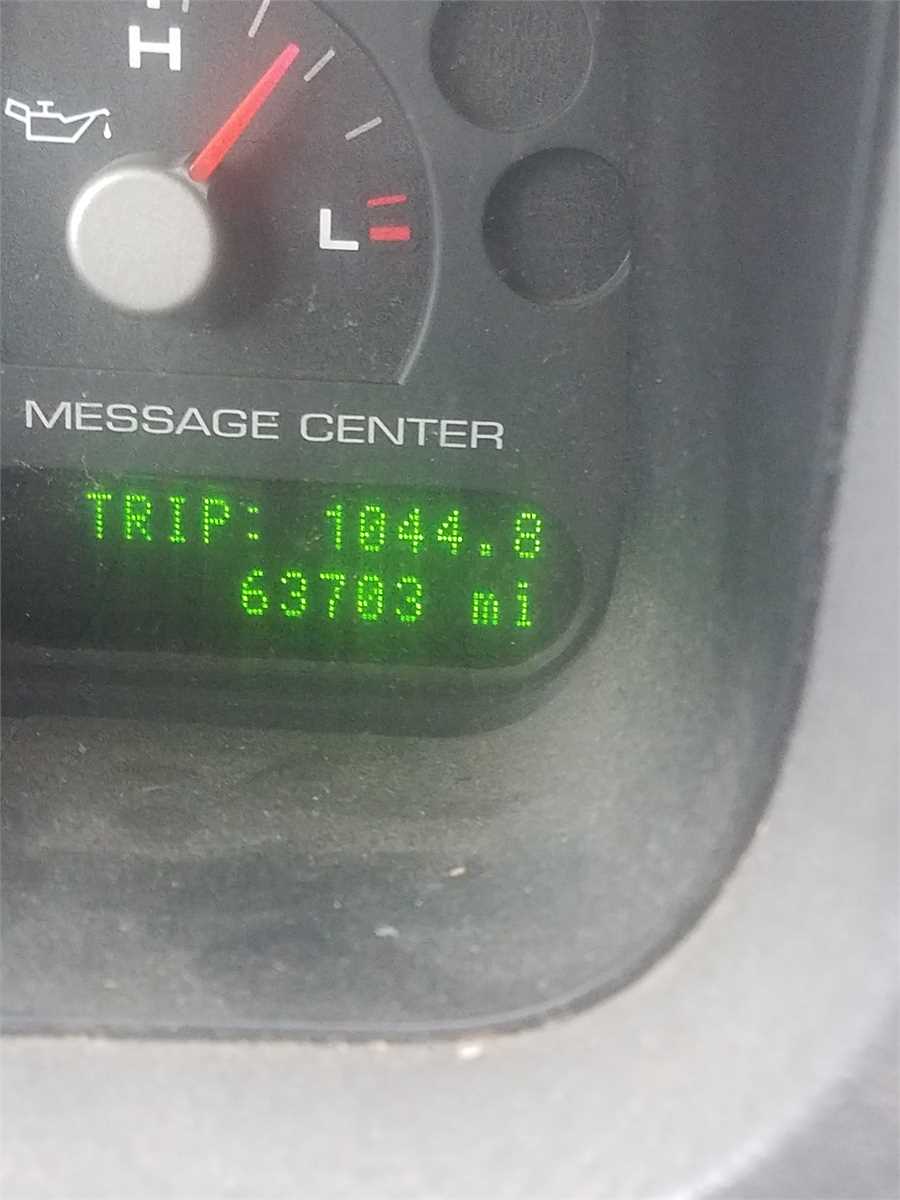 H
L
MESSAGE CENTER
TRIP: 1044.8
63703 mi